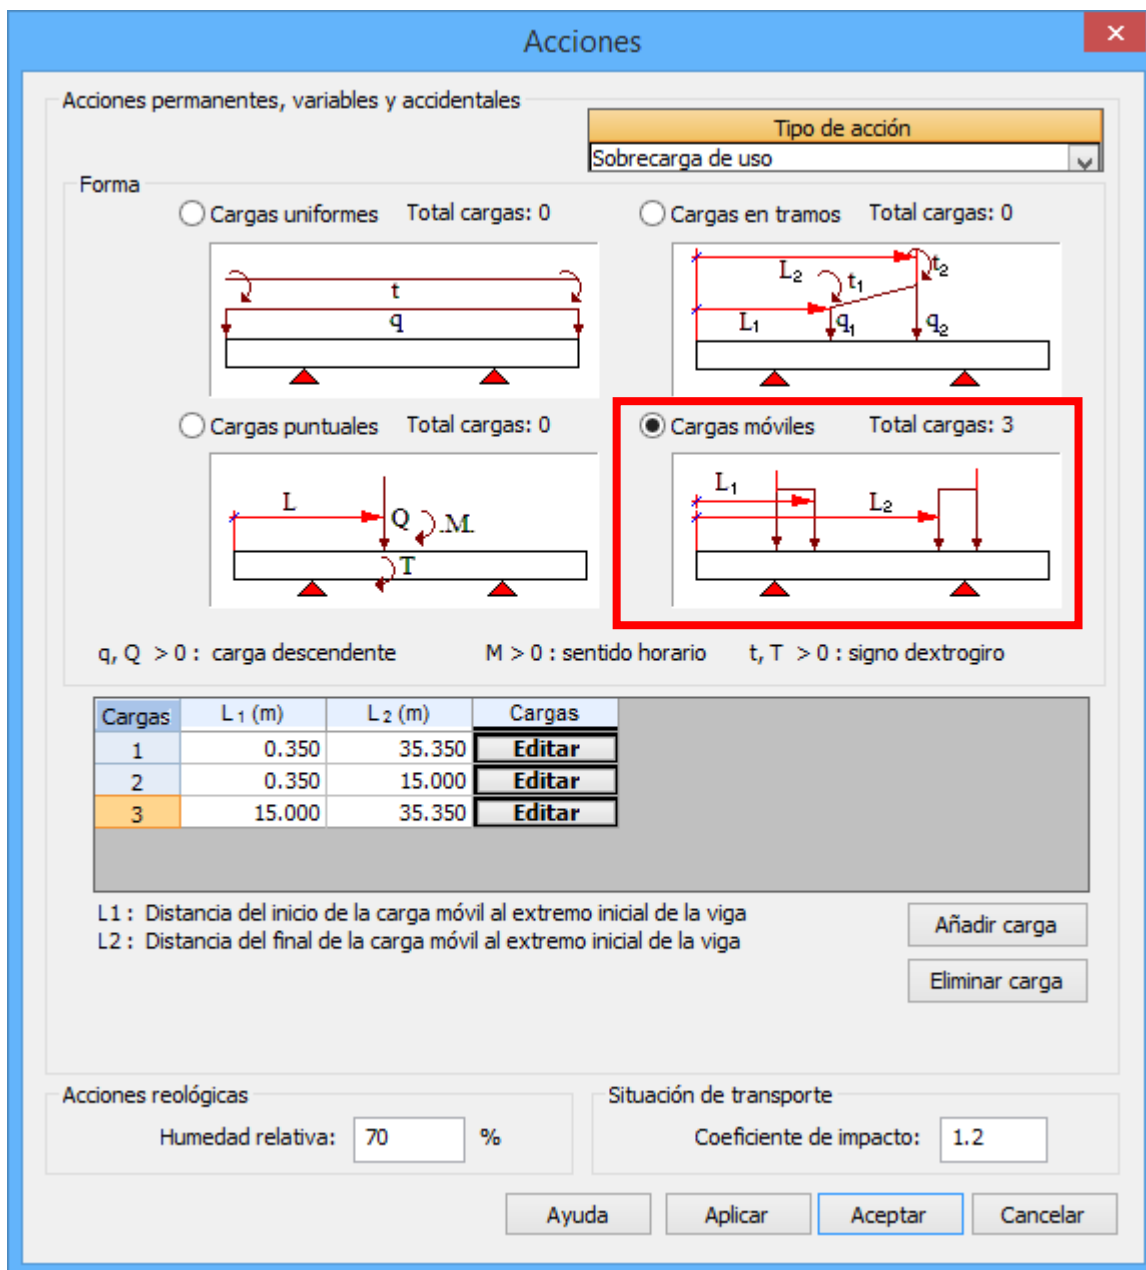 Acciones
Acciones permanentes, variables y accidentales
Tipo de acción
Sobrecarga de uso
Forma
Cargas uniformes Total cargas: 0
Cargas en tramos Total cargas: 0
t
q
L₂ t₁ t₂
L₁ q₁ q₂
Cargas puntuales Total cargas: 0
Cargas móviles Total cargas: 3
L Q .M.
T
L₁
L₂
q, Q > 0 : carga descendente M > 0 : sentido horario t, T > 0 : signo dextrogiro
Cargas L₁ (m) L₂ (m) Cargas
1 0.350 35.350 Editar
2 0.350 15.000 Editar
3 15.000 35.350 Editar
L1 : Distancia del inicio de la carga móvil al extremo inicial de la viga
L2 : Distancia del final de la carga móvil al extremo inicial de la viga
Añadir carga
Eliminar carga
Acciones reológicas
Humedad relativa: 70 %
Situación de transporte
Coeficiente de impacto: 1.2
Ayuda Aplicar Aceptar Cancelar